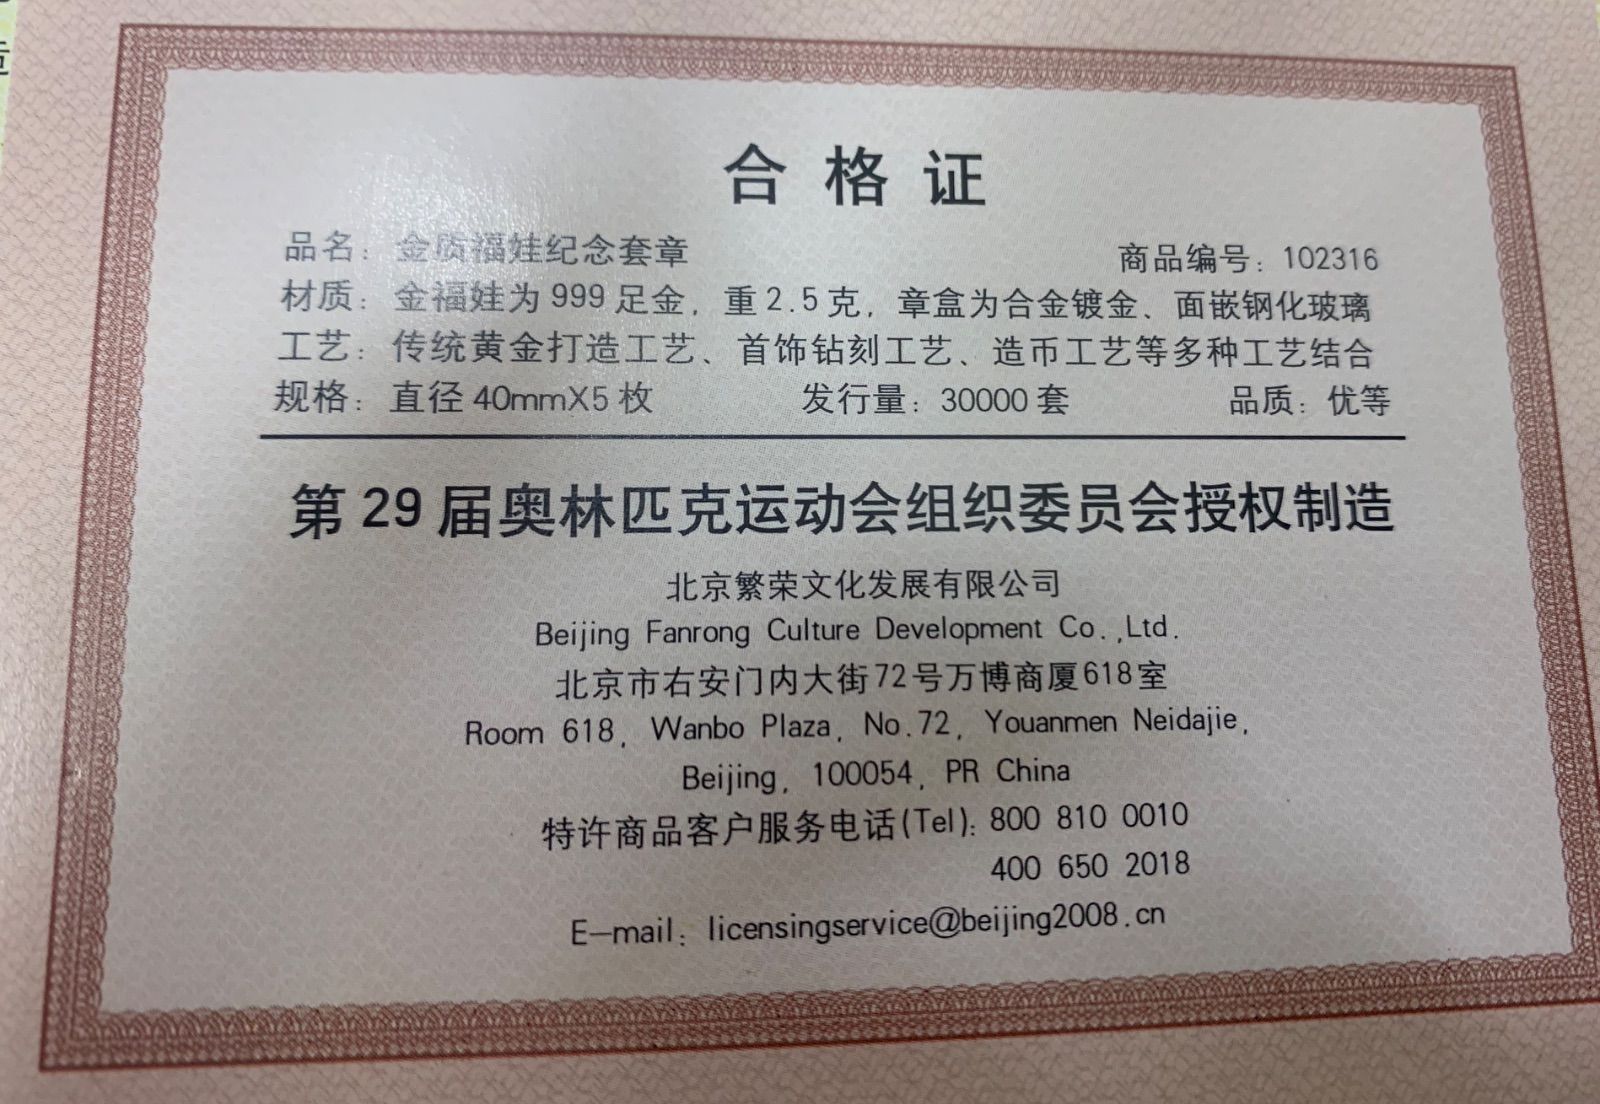 合格证
品名：金质福娃纪念套章 商品编号：102316
材质：金福娃为999足金，重2.5克，章盒为合金镀金、面嵌钢化玻璃
工艺：传统黄金打造工艺、首饰钻刻工艺、造币工艺等多种工艺结合
规格：直径40mmX5枚 发行量：30000套 品质：优等
第29届奥林匹克运动会组织委员会授权制造
北京繁荣文化发展有限公司
Beijing Fanrong Culture Development Co.,Ltd.
北京市右安门内大街72号万博商厦618室
Room 618, Wanbo Plaza, No.72, Youanmen Neidajie,
Beijing, 100054, PR China
特许商品客户服务电话(Tel): 800 810 0010
400 650 2018
E-mail: licensingservice@beijing2008.cn